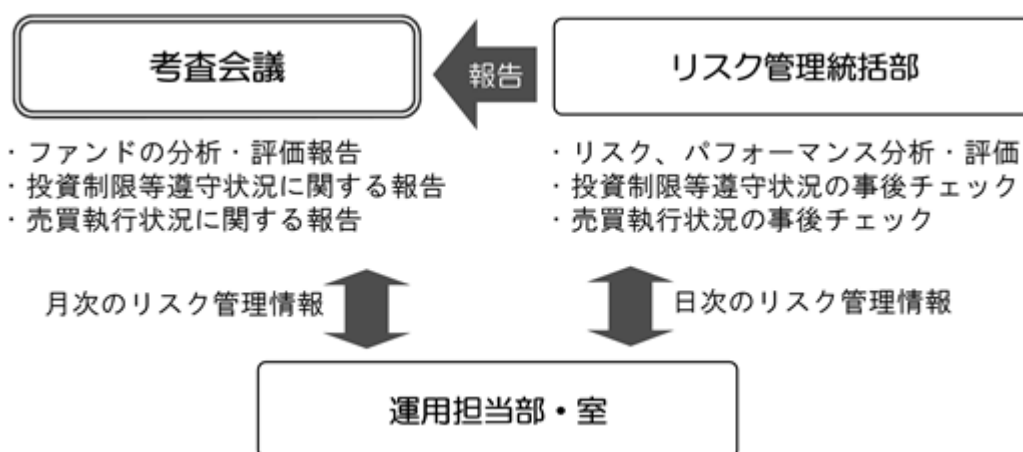 考査会議
報告
リスク管理統括部
・ファンドの分析・評価報告
・投資制限等遵守状況に関する報告
・売買執行状況に関する報告
・リスク、パフォーマンス分析・評価
・投資制限等遵守状況の事後チェック
・売買執行状況の事後チェック
月次のリスク管理情報
日次のリスク管理情報
運用担当部・室